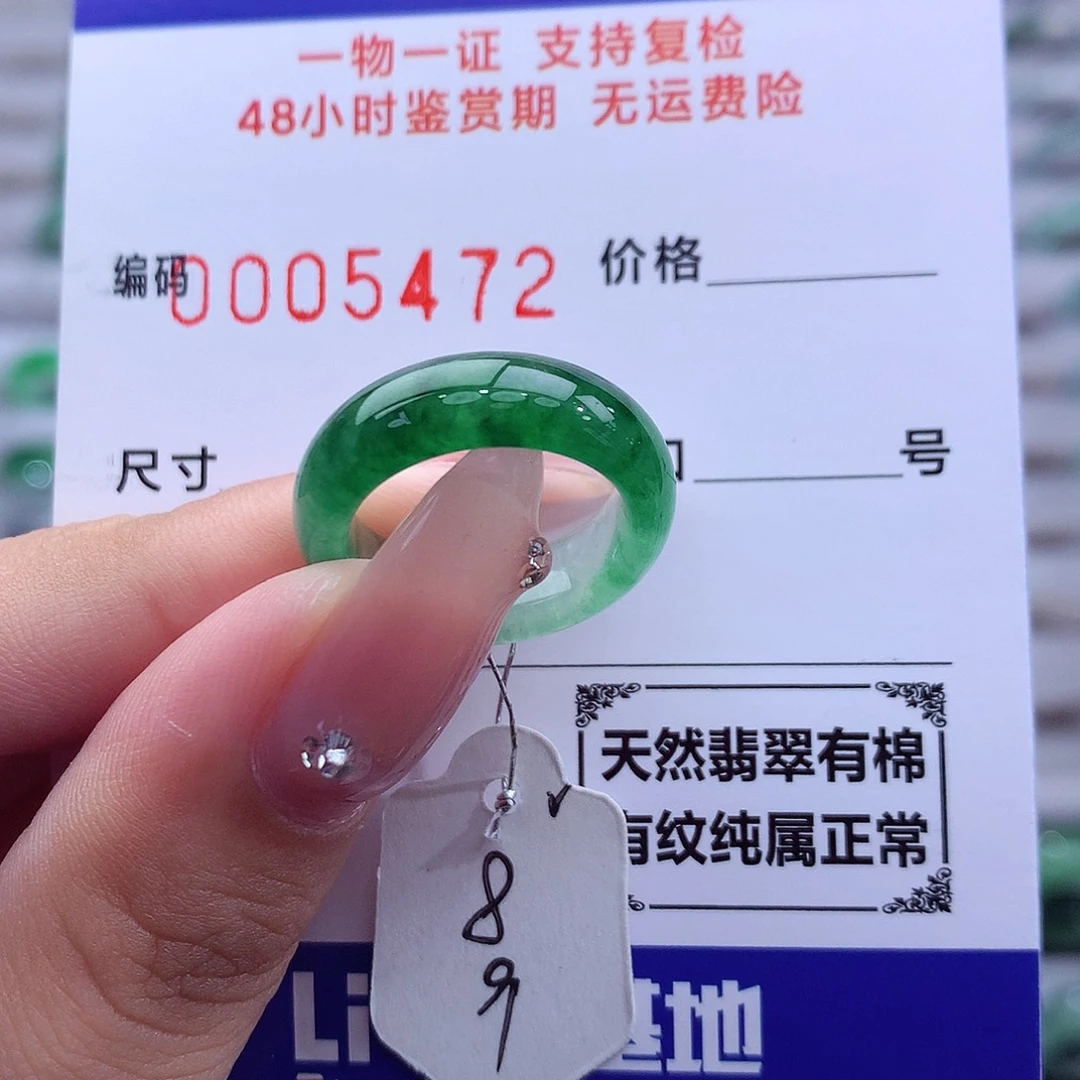 一物一证 支持复检
48小时鉴赏期 无运费险
编码 0005472 价格
尺寸 号
天然翡翠有棉
有纹纯属正常
8
9
Li 基地